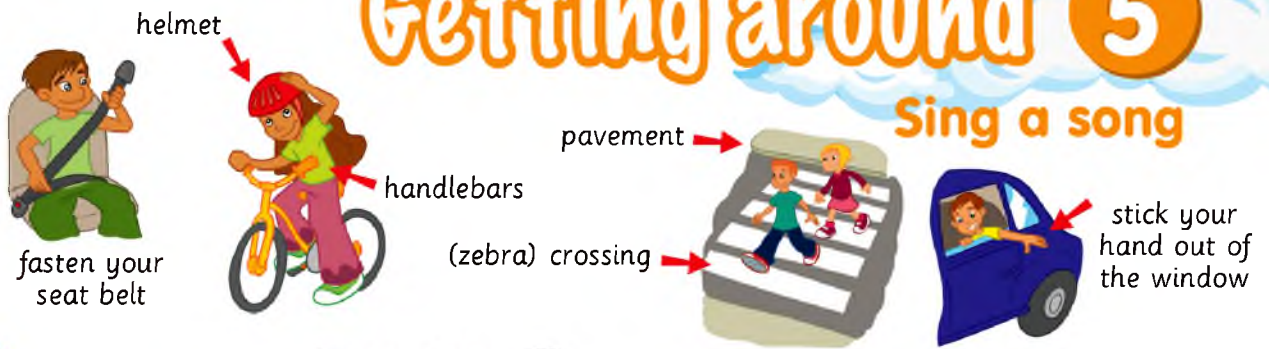 Getting around 5
Sing a song
helmet
handlebars
fasten your
seat belt
pavement
(zebra) crossing
stick your
hand out of
the window